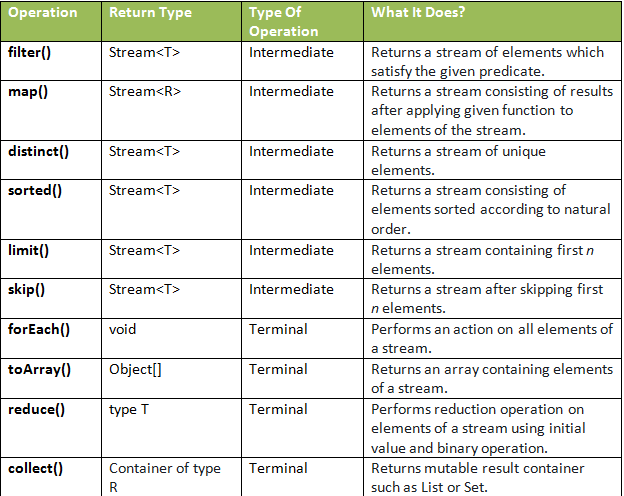 Operation Return Type Type Of What It Does?
Operation
filter() Stream<T> Intermediate Returns a stream of elements which
satisfy the given predicate.
map() Stream<R> Intermediate Returns a stream consisting of results
after applying given function to
elements of the stream.
distinct() Stream<T> Intermediate Returns a stream of unique
elements.
sorted() Stream<T> Intermediate Returns a stream consisting of
elements sorted according to natural
order.
limit() Stream<T> Intermediate Returns a stream containing first n
elements.
skip() Stream<T> Intermediate Returns a stream after skipping first
n elements.
forEach() void Terminal Performs an action on all elements of
a stream.
toArray() Object[] Terminal Returns an array containing elements
of a stream.
reduce() type T Terminal Performs reduction operation on
elements of a stream using initial
value and binary operation.
collect() Container of type Terminal Returns mutable result container
R such as List or Set.